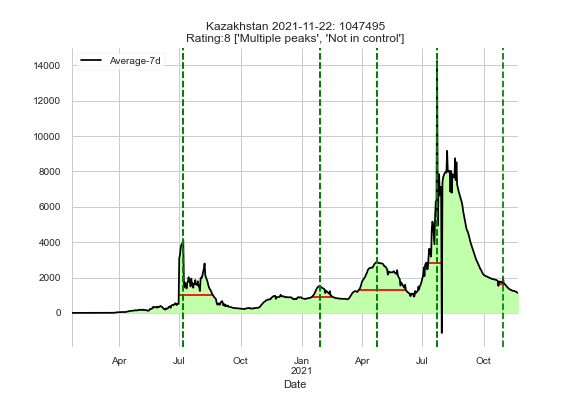 Kazakhstan 2021-11-22: 1047495
Rating:8 ['Multiple peaks', 'Not in control']
Average-7d
14000
12000
10000
8000
6000
4000
2000
0
Apr Jul Oct Jan Apr Jul Oct
2021
Date